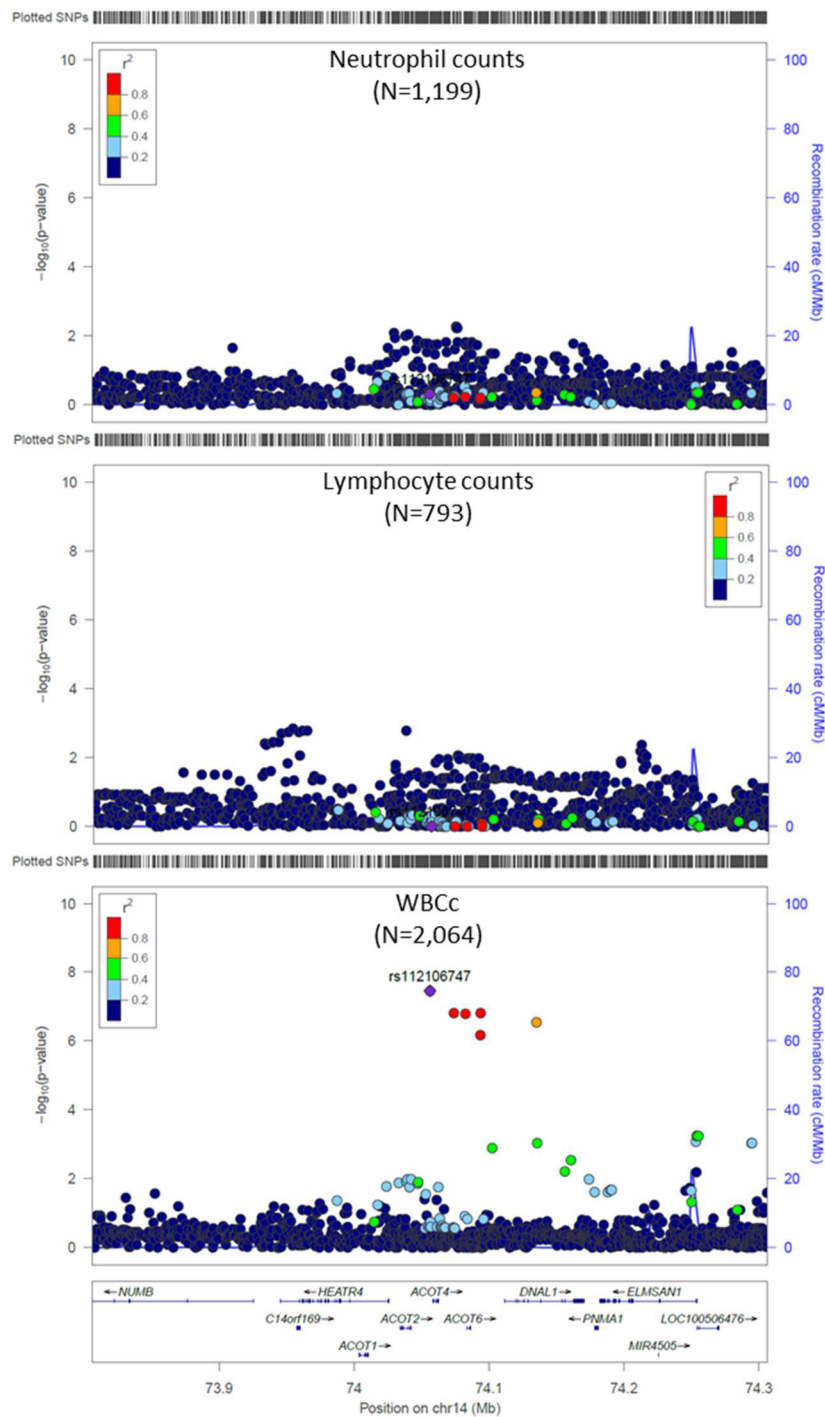 Plotted SNPs
Neutrophil counts
(N=1,199)
r2
0.8
0.6
0.4
0.2
10
8
6
4
2
0
−log10(p−value)
100
80
60
40
20
0
Recombination rate (cM/Mb)
Plotted SNPs
Lymphocyte counts
(N=793)
r2
0.8
0.6
0.4
0.2
10
8
6
4
2
0
−log10(p−value)
100
80
60
40
20
0
Recombination rate (cM/Mb)
Plotted SNPs
WBCc
(N=2,064)
r2
0.8
0.6
0.4
0.2
rs112106747
10
8
6
4
2
0
−log10(p−value)
100
80
60
40
20
0
Recombination rate (cM/Mb)
←NUMB ←HEATR4 ACOT4→ DNAL1→ ←ELMSAN1
C14orf169→ ACOT2→ ACOT6→ ←PNMA1 LOC100506476→
ACOT1→ MIR4505→
73.9 74 74.1 74.2 74.3
Position on chr14 (Mb)